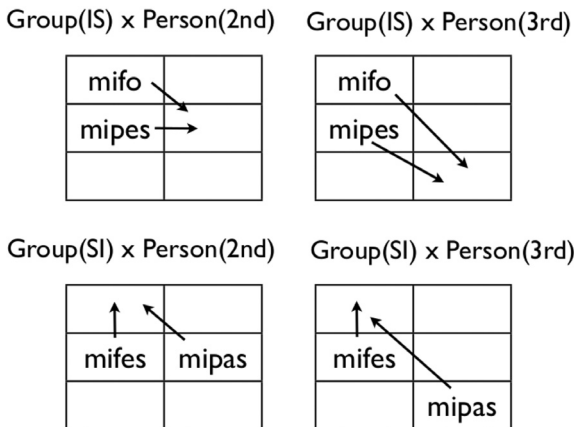 Group(IS) x Person(2nd) Group(IS) x Person(3rd)
mifo mifo
mipes mipes
Group(SI) x Person(2nd) Group(SI) x Person(3rd)
mifes mipas mifes
mipas